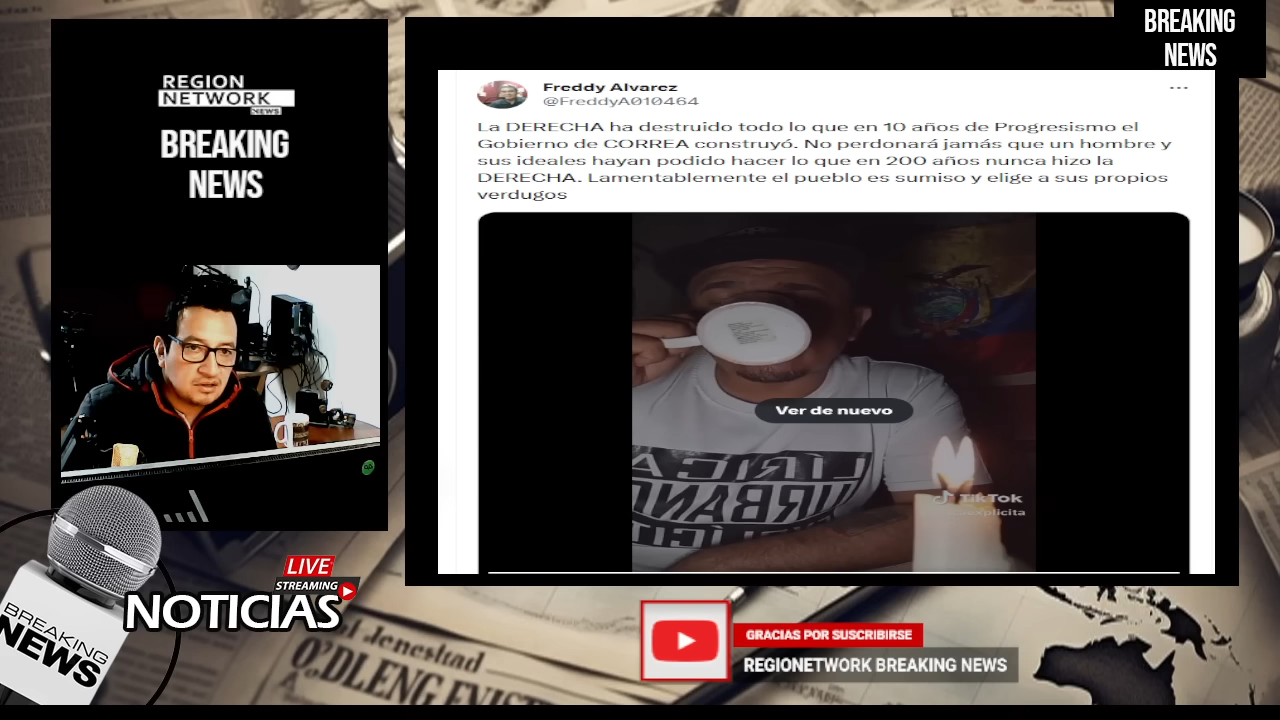 BREAKING
NEWS
REGION
NETWORK
NEWS
BREAKING
NEWS
Freddy Alvarez
@FreddyA010464
La DERECHA ha destruido todo lo que en 10 años de Progresismo el
Gobierno de CORREA construyó. No perdonará jamás que un hombre y
sus ideales hayan podido hacer lo que en 200 años nunca hizo la
DERECHA. Lamentablemente el pueblo es sumiso y elige a sus propios
verdugos
Ver de nuevo
LÍRICA
URBANO
TikTok
LIVE
STREAMING
NOTICIAS
BREAKING
NEWS
GRACIAS POR SUSCRIBIRSE
REGIONETWORK BREAKING NEWS